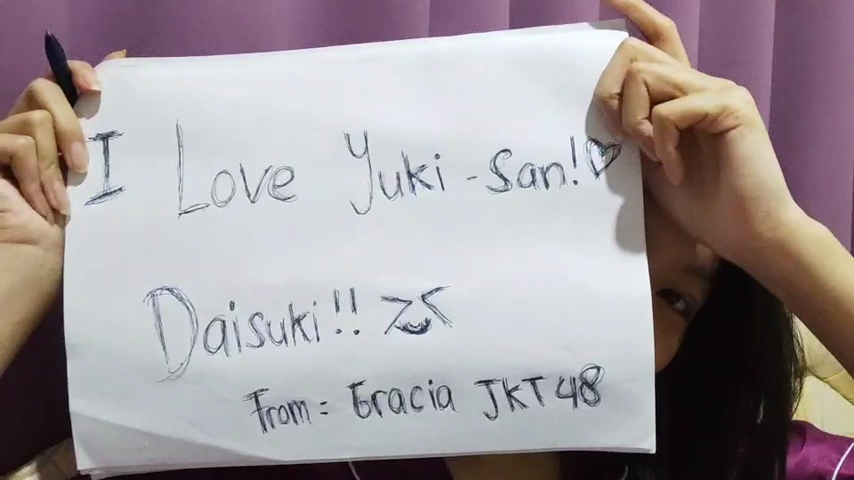 I Love Yuki-San!♡
Daisuki!!
From = Gracia JKT48